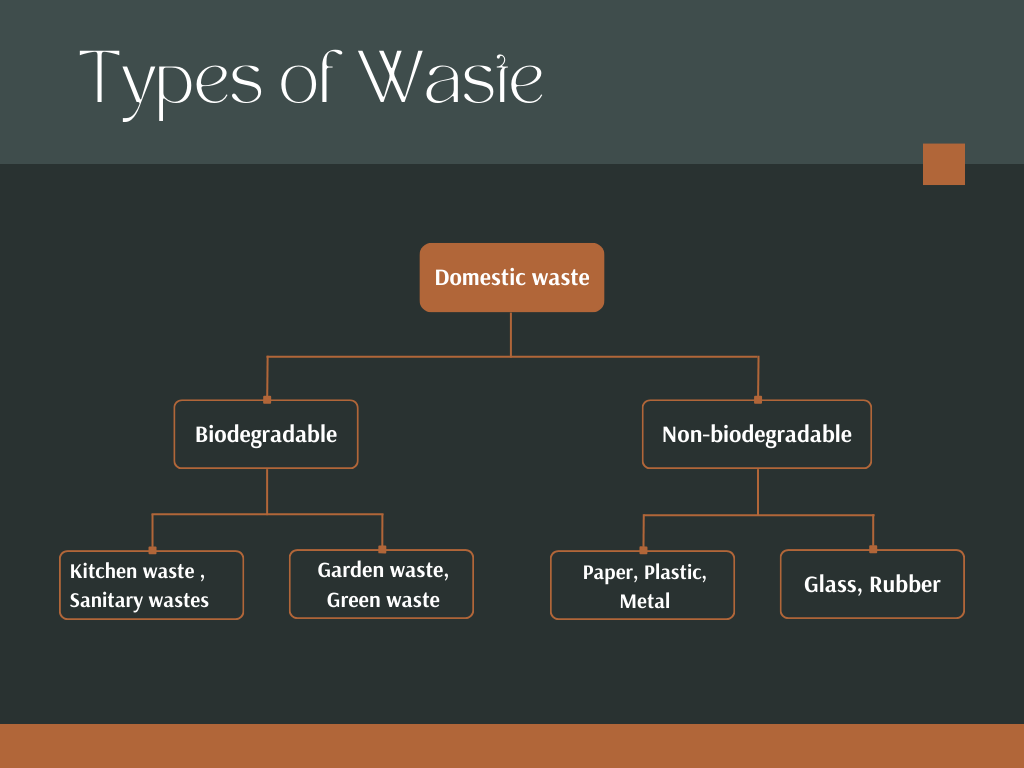 Types of Waste
Domestic waste
Biodegradable
Non-biodegradable
Kitchen waste ,
Sanitary wastes
Garden waste,
Green waste
Paper, Plastic,
Metal
Glass, Rubber